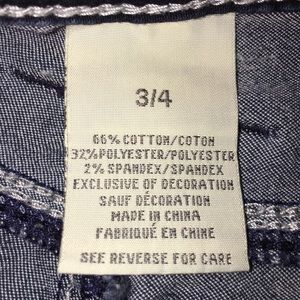 3/4
66% COTTON/COTON
32% POLYESTER/POLYESTER
2% SPANDEX/SPANDEX
EXCLUSIVE OF DECORATION
SAUF DÉCORATION
MADE IN CHINA
FABRIQUÉ EN CHINE
SEE REVERSE FOR CARE